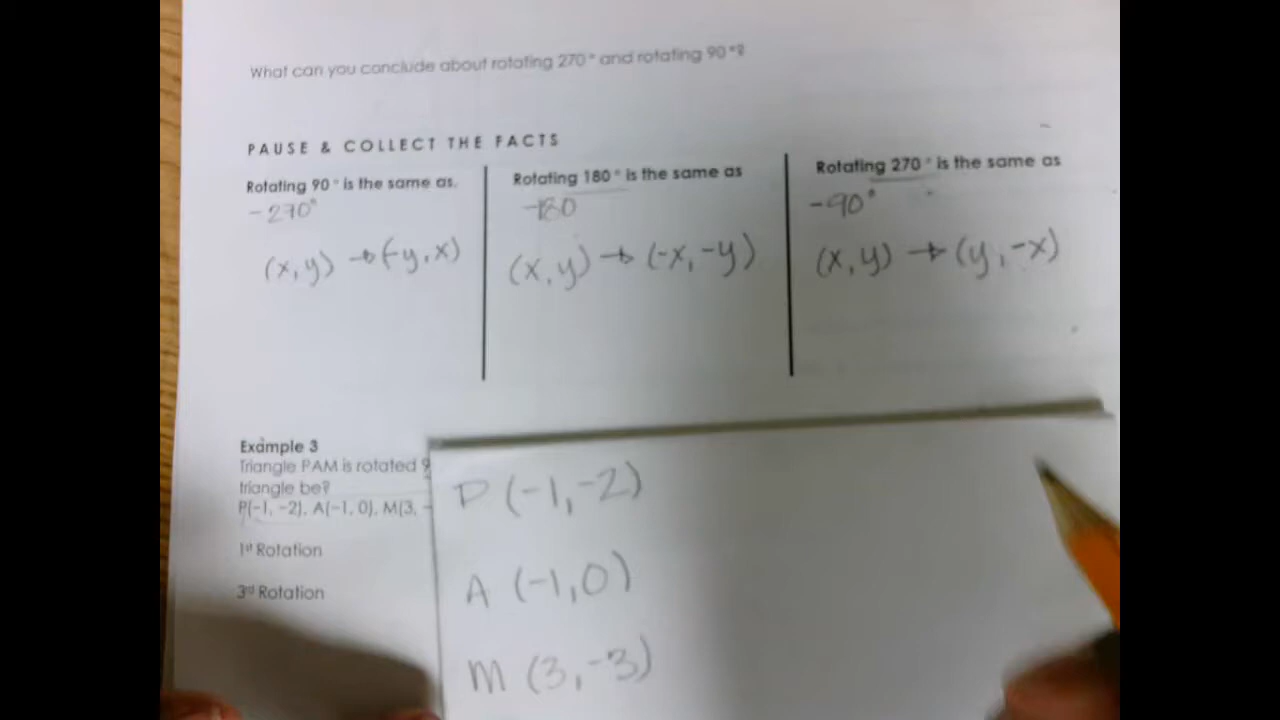 What can you conclude about rotating 270° and rotating 90°?
PAUSE & COLLECT THE FACTS
Rotating 90° is the same as.
-270°
(x,y) → (-y,x)
Rotating 180° is the same as
-180
(x,y) → (-x,-y)
Rotating 270° is the same as
-90°
(x,y) → (y,-x)
Example 3
Triangle PAM is rotated 9
triangle be?
P(-1, -2), A(-1, 0), M(3, -
1st Rotation
3rd Rotation
P (-1,-2)
A (-1,0)
M (3,-3)